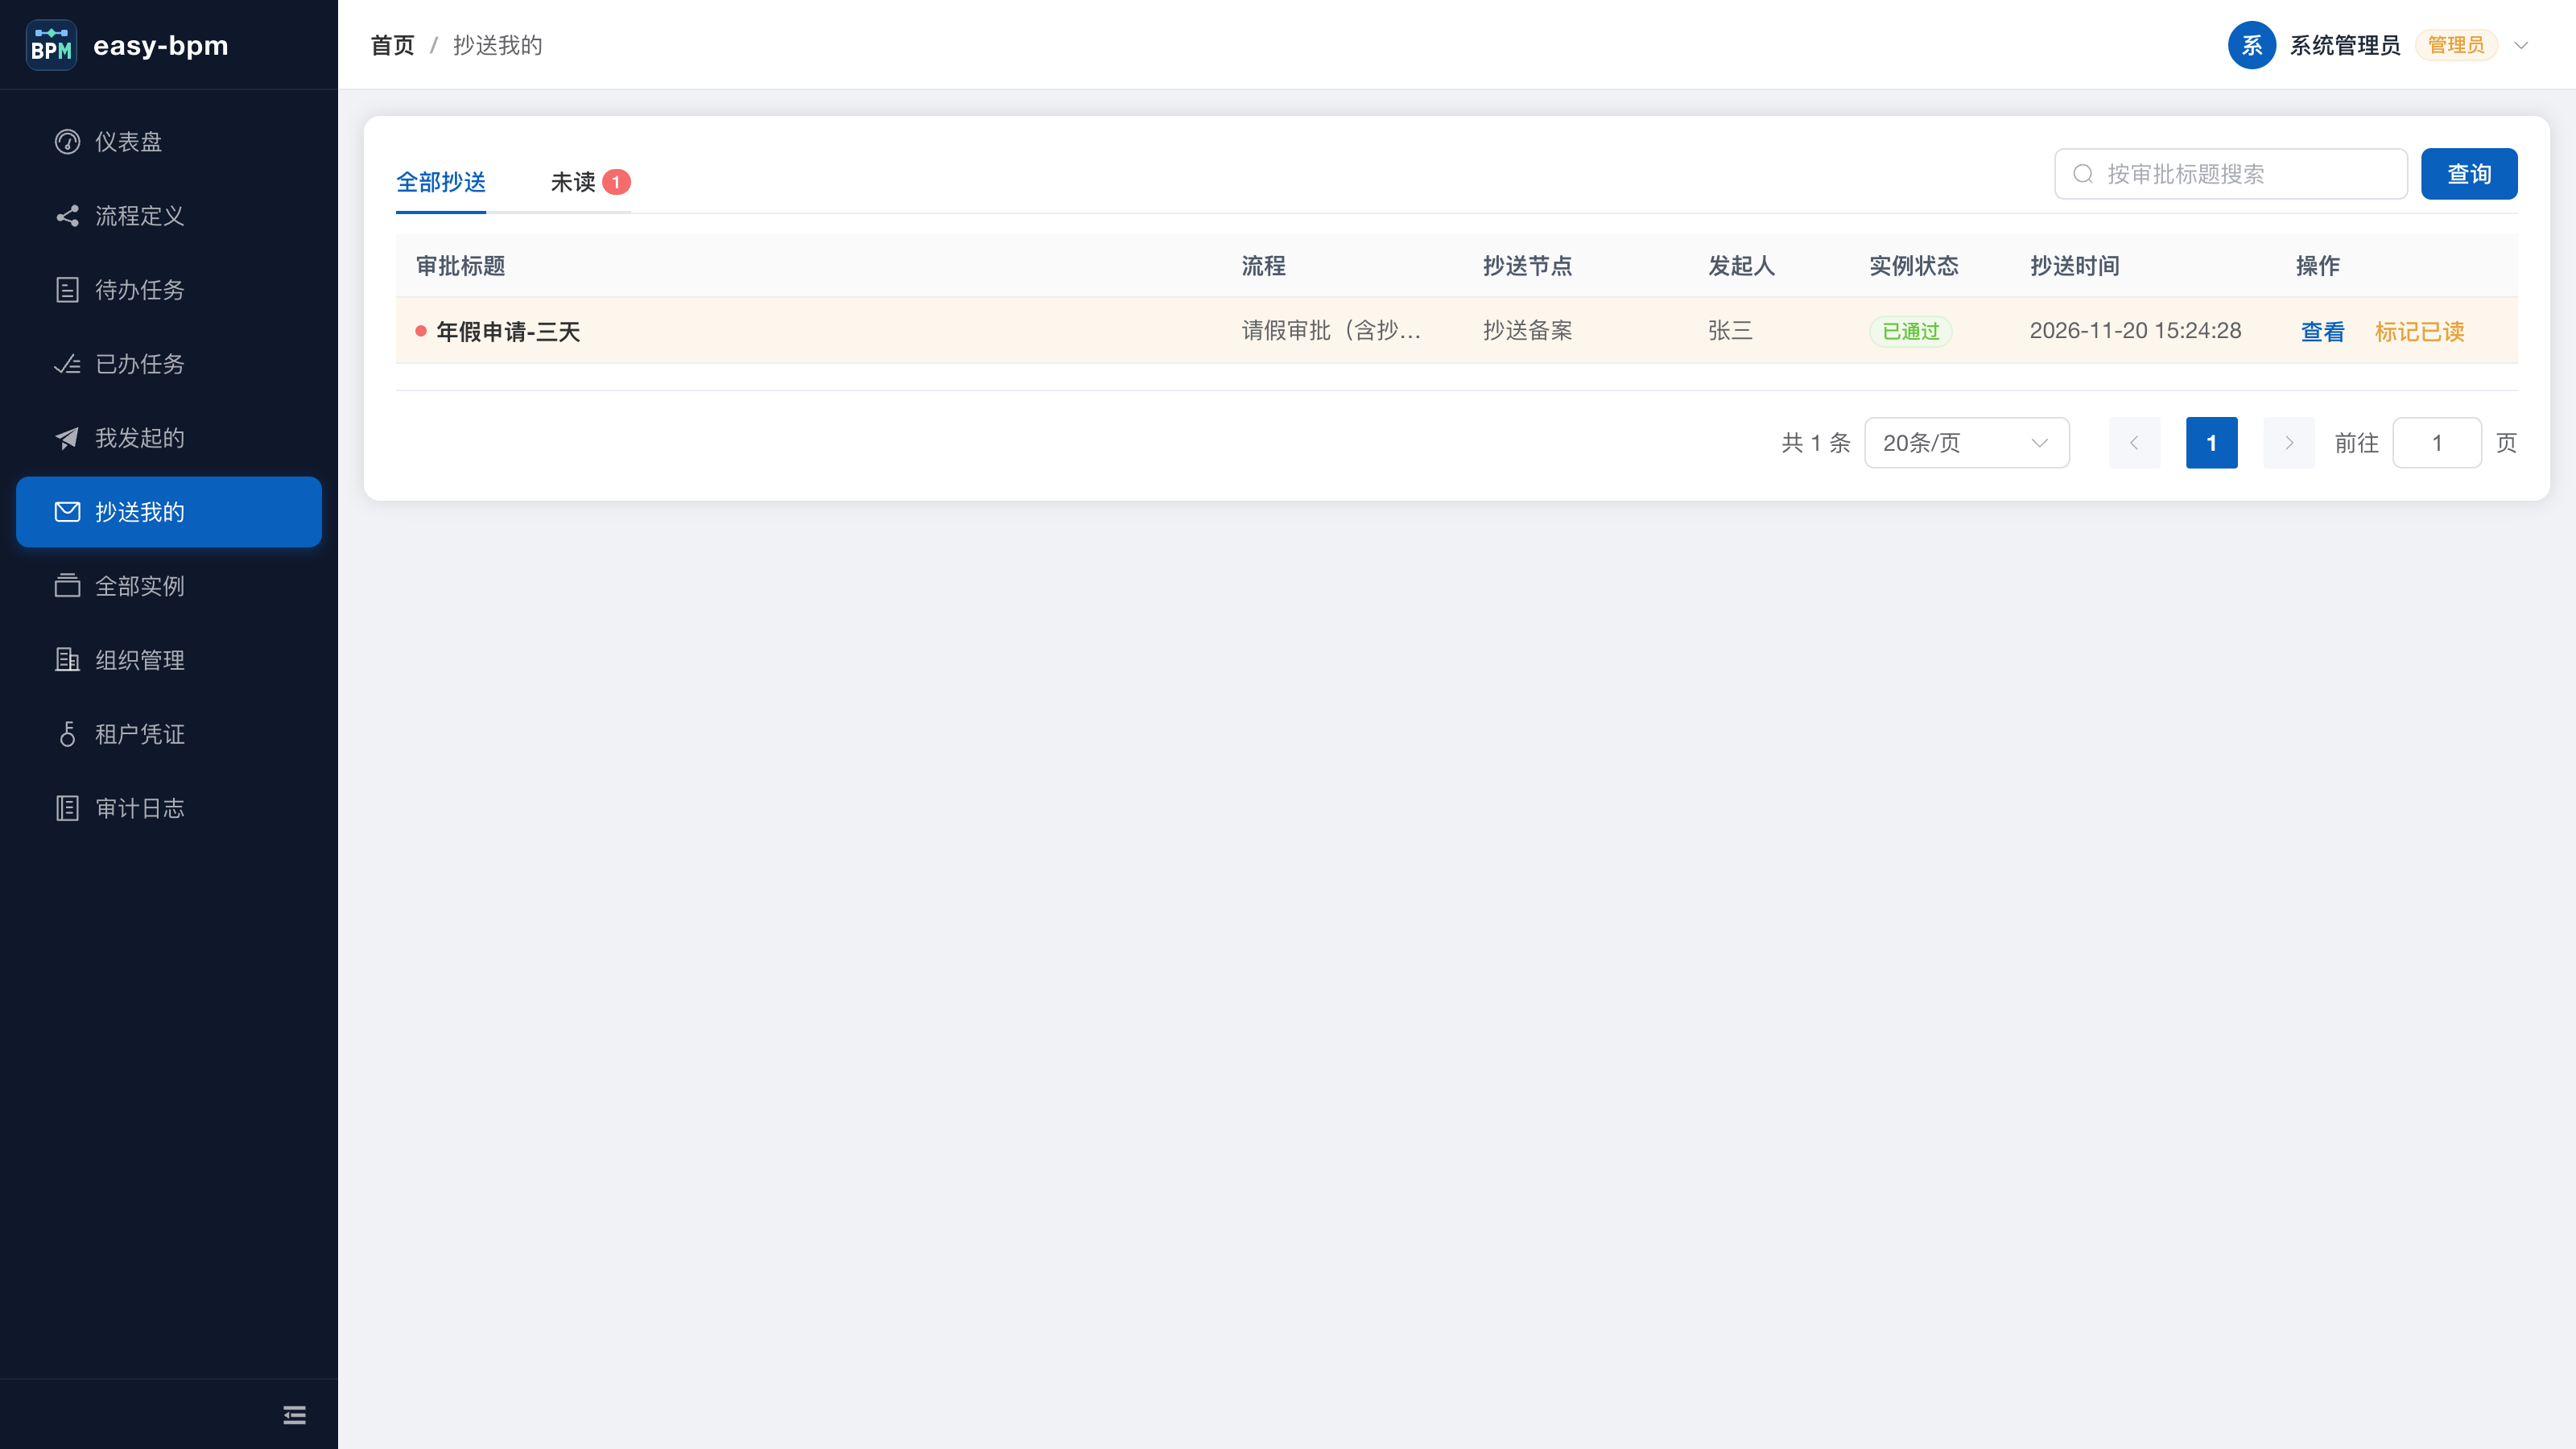 BPM easy-bpm
仪表盘
流程定义
待办任务
已办任务
我发起的
抄送我的
全部实例
组织管理
租户凭证
审计日志
首页 / 抄送我的
系 系统管理员 管理员
全部抄送 未读 1
按审批标题搜索 查询
审批标题 流程 抄送节点 发起人 实例状态 抄送时间 操作
年假申请-三天 请假审批（含抄... 抄送备案 张三 已通过 2026-11-20 15:24:28 查看 标记已读
共 1 条 20条/页 1 前往 1 页